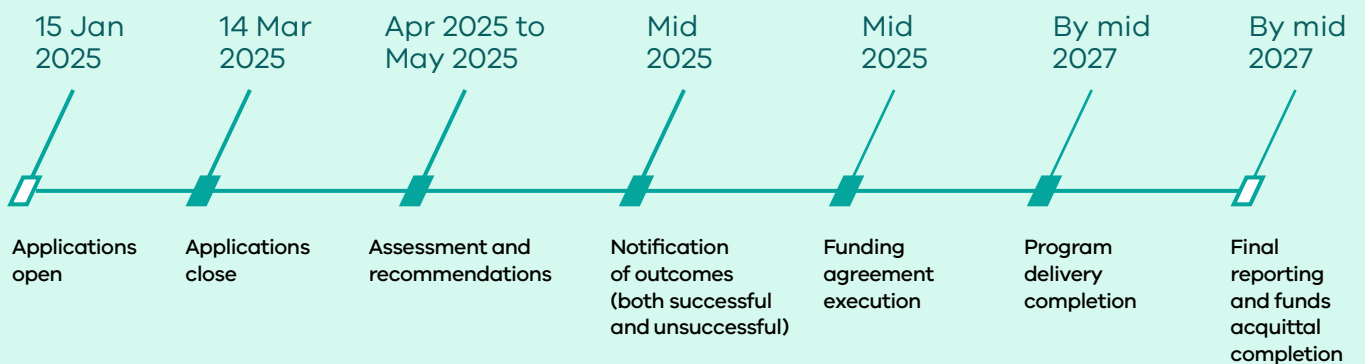 15 Jan
2025
14 Mar
2025
Apr 2025 to
May 2025
Mid
2025
Mid
2025
By mid
2027
By mid
2027
Applications
open
Applications
close
Assessment and
recommendations
Notification
of outcomes
(both successful
and unsuccessful)
Funding
agreement
execution
Program
delivery
completion
Final
reporting
and funds
acquittal
completion